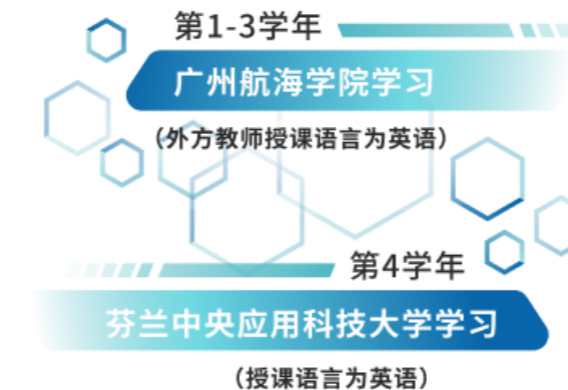 第1-3学年
广州航海学院学习
（外方教师授课语言为英语）
第4学年
芬兰中央应用科技大学学习
（授课语言为英语）